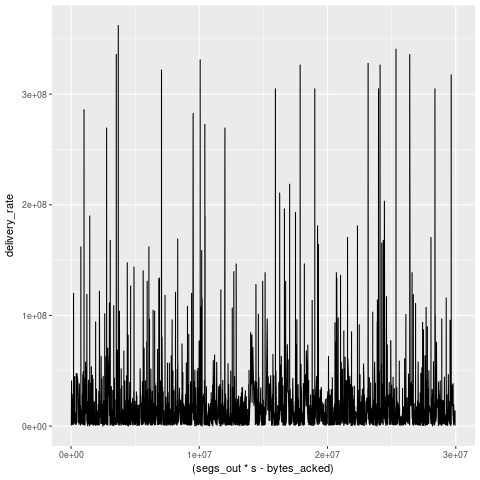 3e+08
2e+08
1e+08
0e+00
delivery_rate
0e+00 1e+07 2e+07 3e+07
(segs_out * s - bytes_acked)